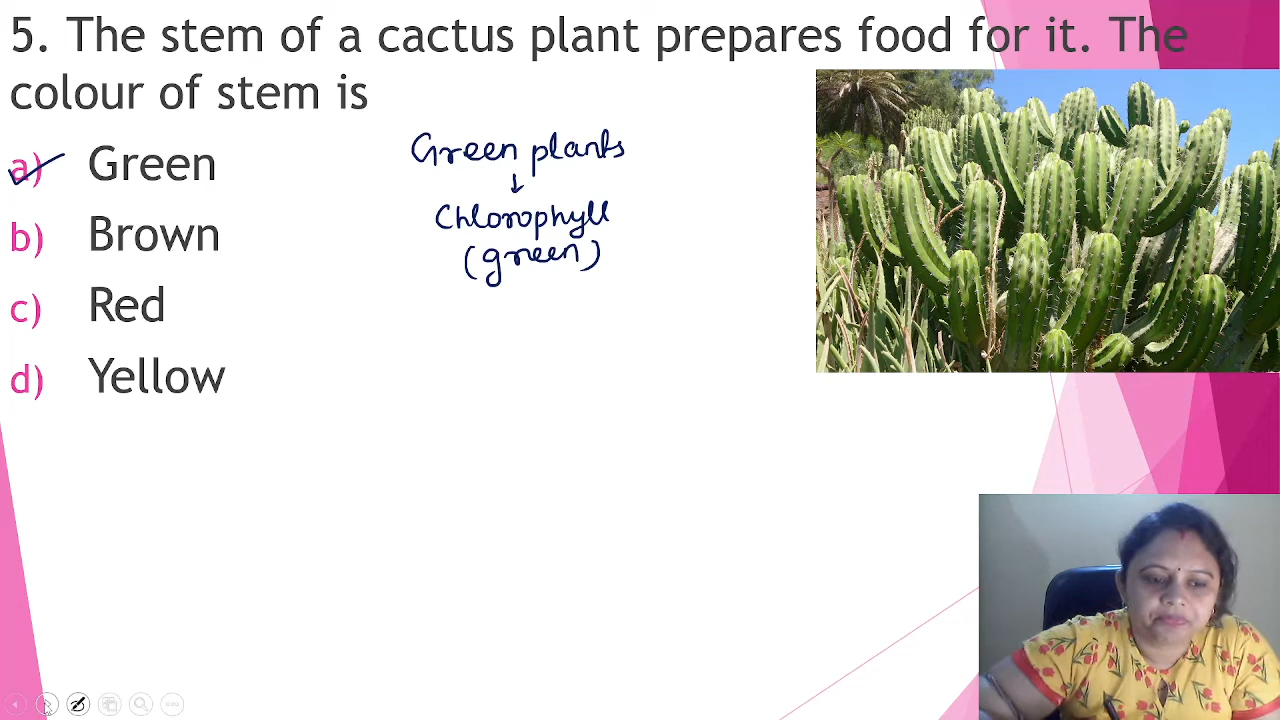 5. The stem of a cactus plant prepares food for it. The
colour of stem is
a) Green
b) Brown
c) Red
d) Yellow
Green plants
↓
Chlorophyll
(green)